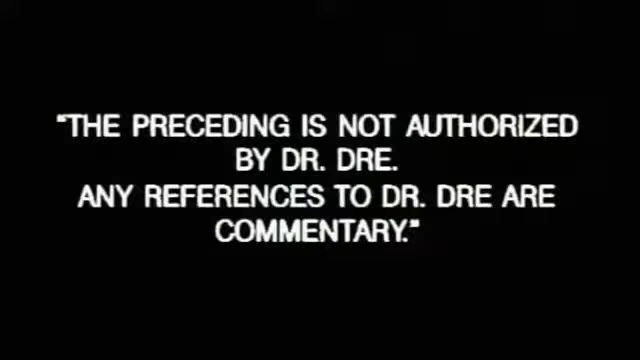 "THE PRECEDING IS NOT AUTHORIZED
BY DR. DRE.
ANY REFERENCES TO DR. DRE ARE
COMMENTARY."